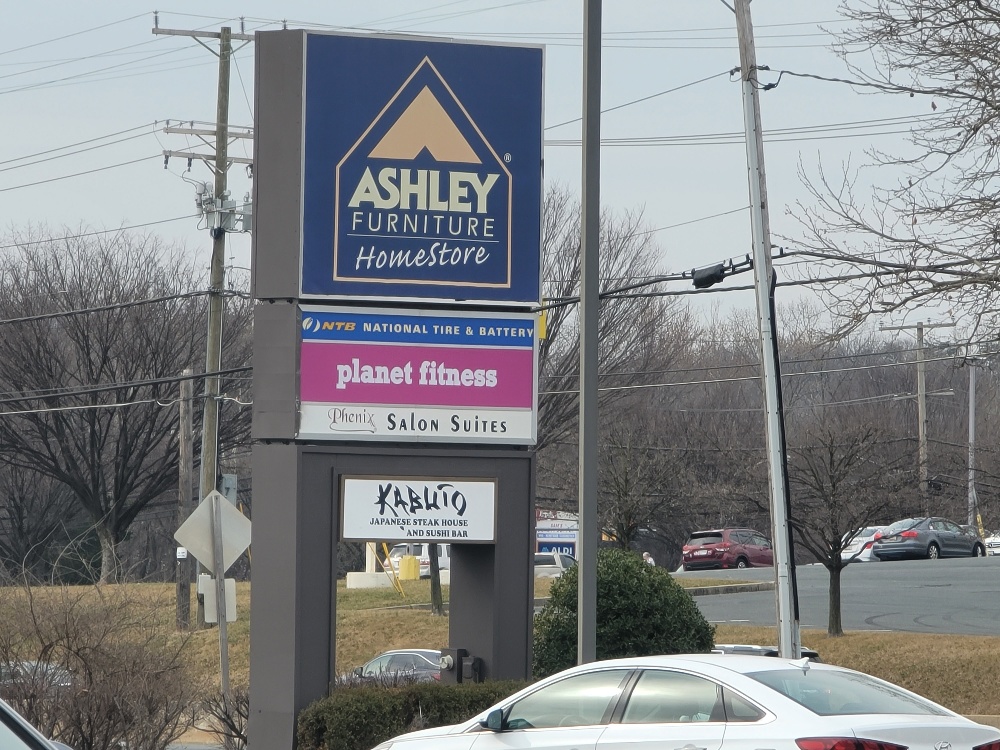 ASHLEY ®
FURNITURE
HomeStore
NTB NATIONAL TIRE & BATTERY
planet fitness
Phenix SALON SUITES
KABUTO
JAPANESE STEAK HOUSE
AND SUSHI BAR
ALDI